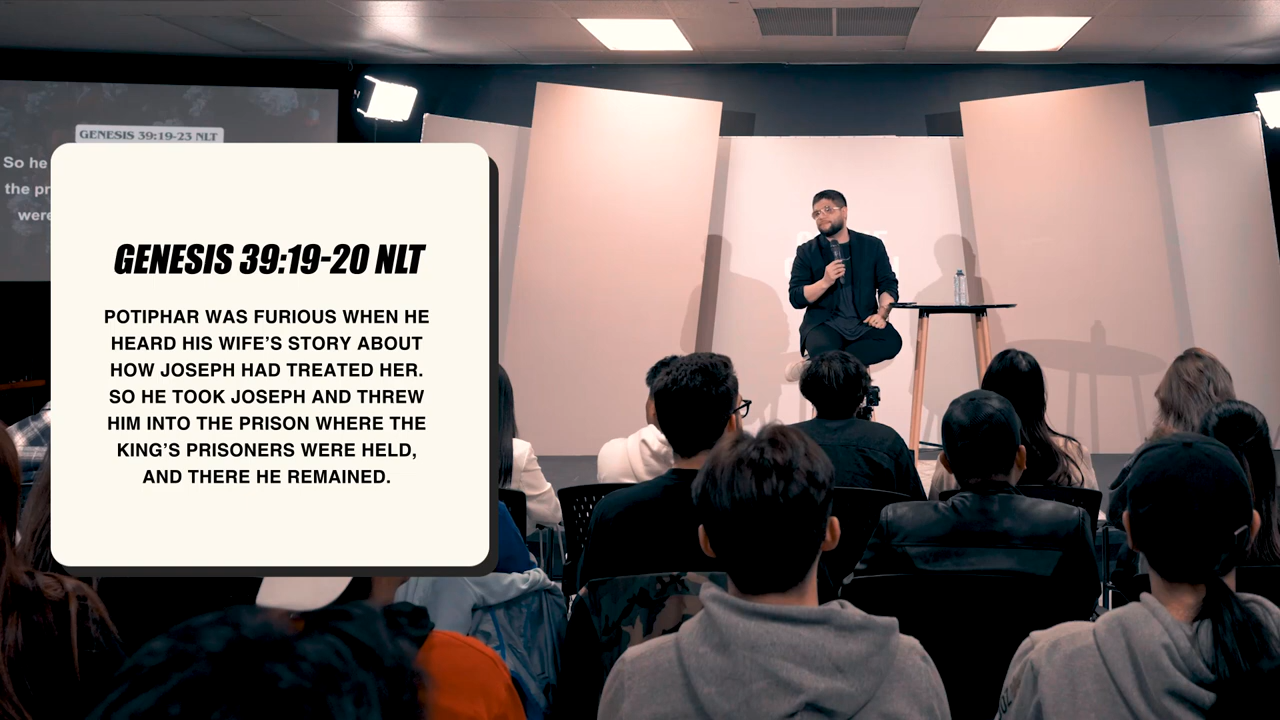 GENESIS 39:19-23 NLT
So he
the pr
were
GENESIS 39:19-20 NLT
POTIPHAR WAS FURIOUS WHEN HE
HEARD HIS WIFE'S STORY ABOUT
HOW JOSEPH HAD TREATED HER.
SO HE TOOK JOSEPH AND THREW
HIM INTO THE PRISON WHERE THE
KING'S PRISONERS WERE HELD,
AND THERE HE REMAINED.